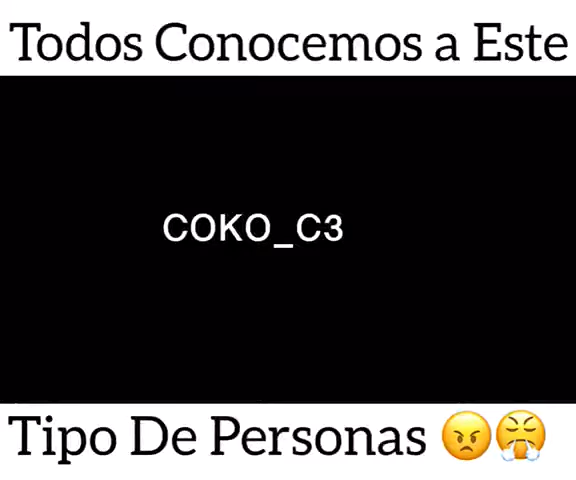 Todos Conocemos a Este
COKO_C3
Tipo De Personas 😠😤